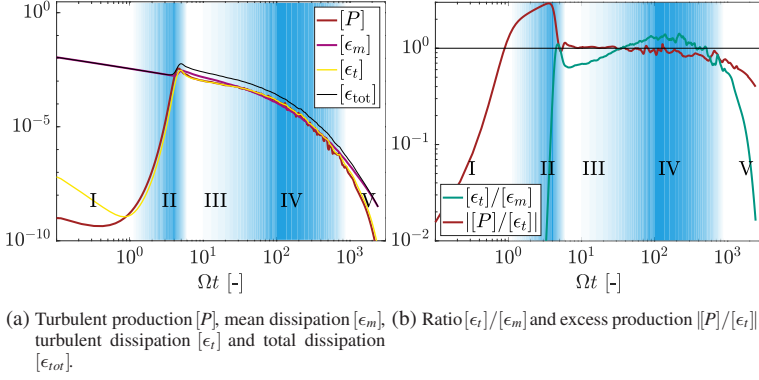 [P]
[ϵ_m]
[ϵ_t]
[ϵ_tot]
10^0
10^-5
10^-10
I
II
III
IV
V
10^0
10^1
10^2
10^3
Ωt [-]
10^1
10^0
10^-1
10^-2
I
II
III
IV
V
[ϵ_t]/[ϵ_m]
|[P]/[ϵ_t]|
10^0
10^1
10^2
10^3
Ωt [-]
(a) Turbulent production [P], mean dissipation [ϵ_m],
turbulent dissipation [ϵ_t] and total dissipation
[ϵ_tot].
(b) Ratio [ϵ_t]/[ϵ_m] and excess production |[P]/[ϵ_t]|